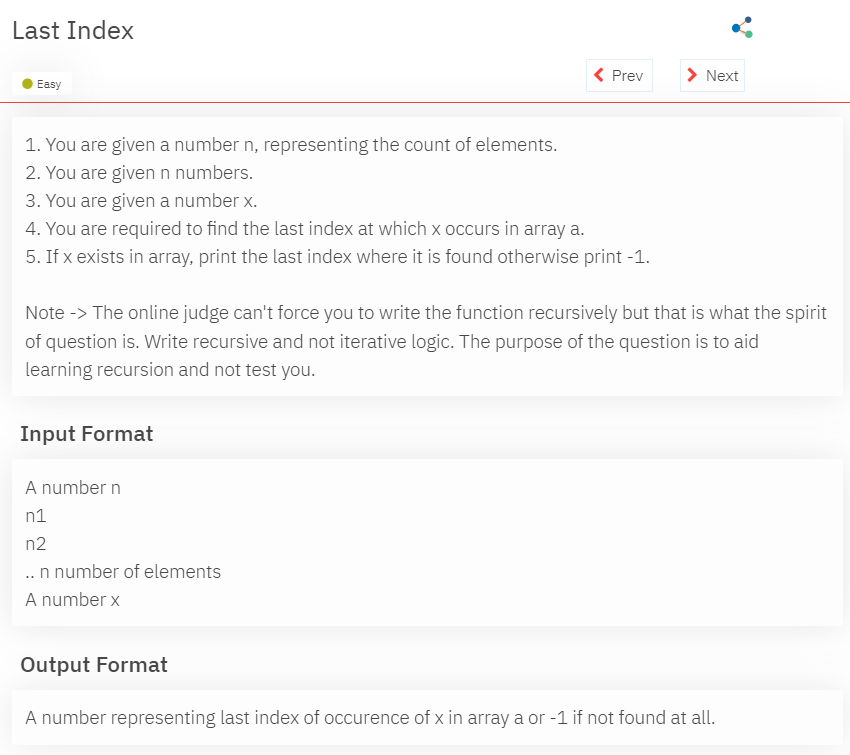 Last Index
Easy
Prev
Next
1. You are given a number n, representing the count of elements.
2. You are given n numbers.
3. You are given a number x.
4. You are required to find the last index at which x occurs in array a.
5. If x exists in array, print the last index where it is found otherwise print -1.
Note -> The online judge can't force you to write the function recursively but that is what the spirit
of question is. Write recursive and not iterative logic. The purpose of the question is to aid
learning recursion and not test you.
Input Format
A number n
n1
n2
.. n number of elements
A number x
Output Format
A number representing last index of occurence of x in array a or -1 if not found at all.